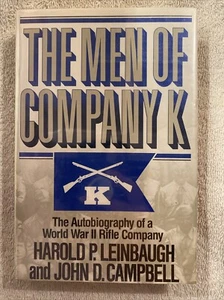 THE MEN OF
COMPANY K
K
The Autobiography of a
World War II Rifle Company
HAROLD P. LEINBAUGH
and JOHN D. CAMPBELL